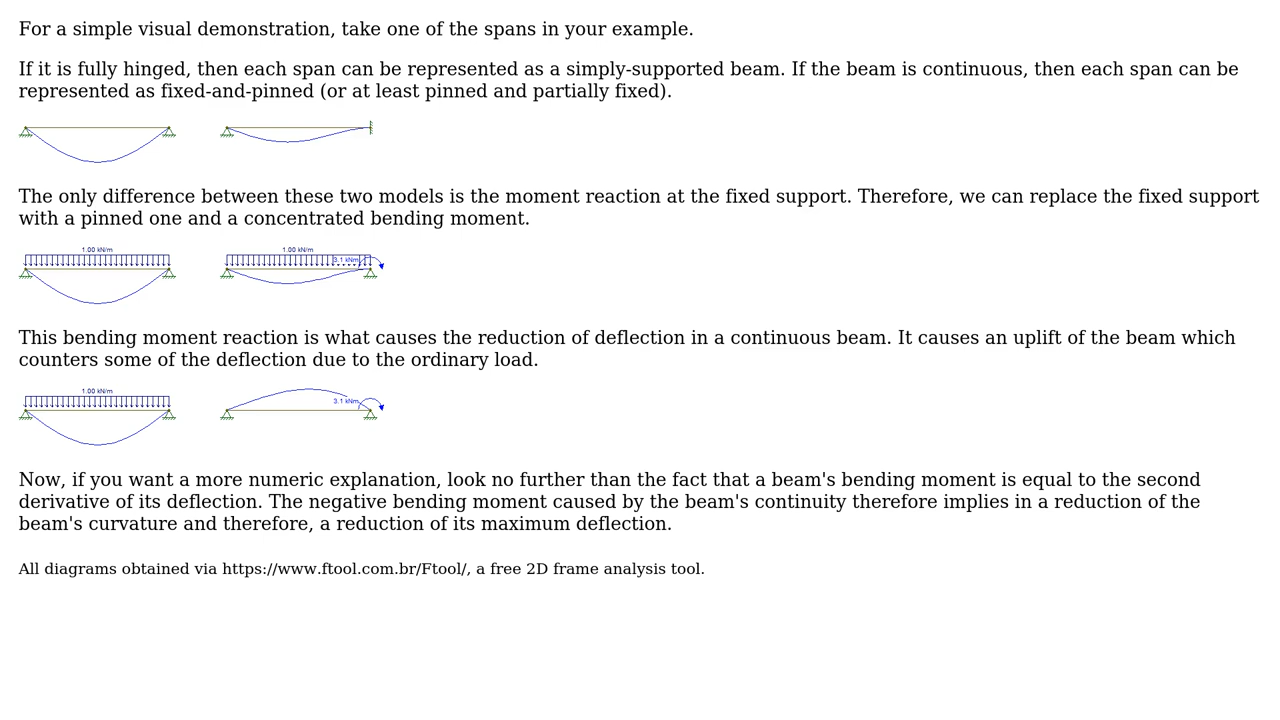 For a simple visual demonstration, take one of the spans in your example.
If it is fully hinged, then each span can be represented as a simply-supported beam. If the beam is continuous, then each span can be
represented as fixed-and-pinned (or at least pinned and partially fixed).
The only difference between these two models is the moment reaction at the fixed support. Therefore, we can replace the fixed support
with a pinned one and a concentrated bending moment.
1.00 kN/m 1.00 kN/m
3.1 kNm
This bending moment reaction is what causes the reduction of deflection in a continuous beam. It causes an uplift of the beam which
counters some of the deflection due to the ordinary load.
1.00 kN/m
3.1 kNm
Now, if you want a more numeric explanation, look no further than the fact that a beam's bending moment is equal to the second
derivative of its deflection. The negative bending moment caused by the beam's continuity therefore implies in a reduction of the
beam's curvature and therefore, a reduction of its maximum deflection.
All diagrams obtained via https://www.ftool.com.br/Ftool/, a free 2D frame analysis tool.